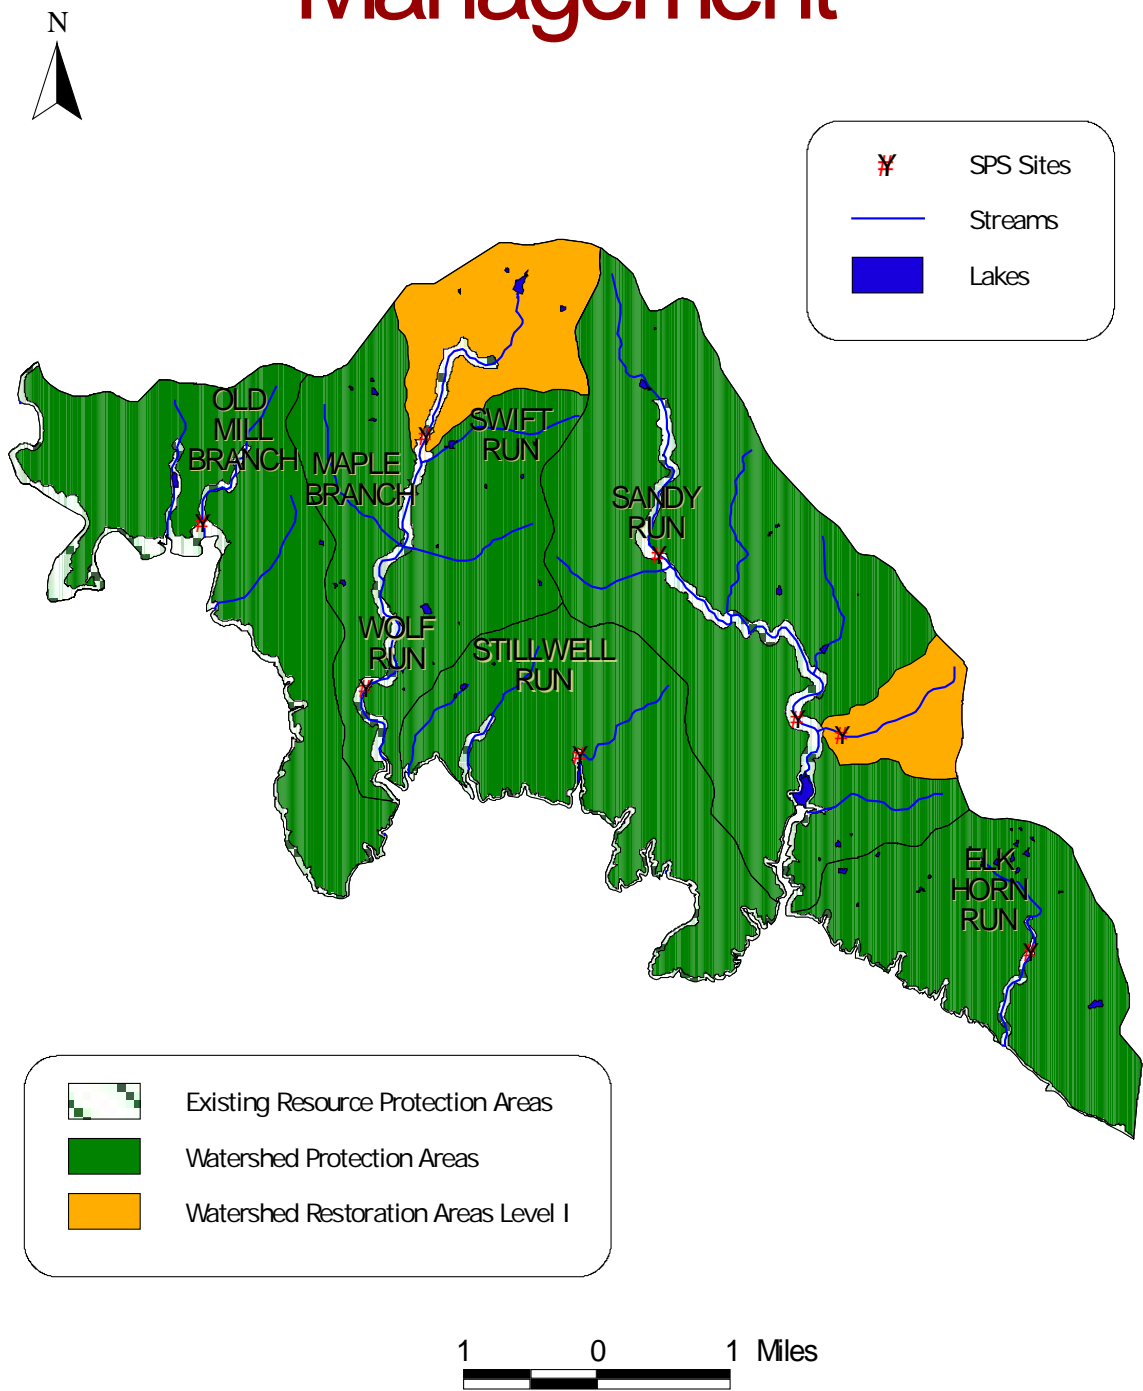 Management
N
SPS Sites
Streams
Lakes
OLD
MILL
BRANCH
MAPLE
BRANCH
SWIFT
RUN
SANDY
RUN
WOLF
RUN
STILLWELL
RUN
ELK
HORN
RUN
Existing Resource Protection Areas
Watershed Protection Areas
Watershed Restoration Areas Level I
1 0 1 Miles